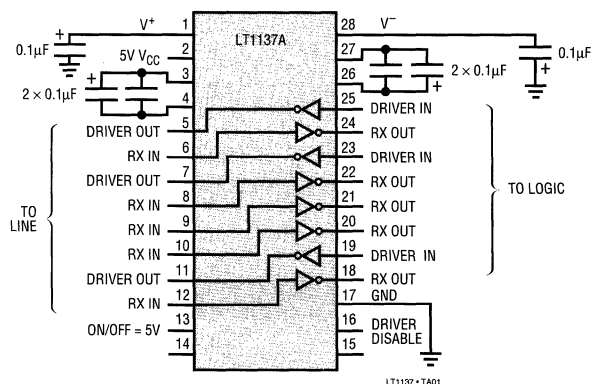 LT1137A
V+ 1
28 V−
0.1µF
0.1µF
2
5V VCC
27
3
2 × 0.1µF
2 × 0.1µF
26
4
25 DRIVER IN
DRIVER OUT 5
24 RX OUT
RX IN 6
23 DRIVER IN
DRIVER OUT 7
22 RX OUT
RX IN 8
21 RX OUT
RX IN 9
20 RX OUT
RX IN 10
19 DRIVER IN
DRIVER OUT 11
18 RX OUT
RX IN 12
17 GND
TO LINE
TO LOGIC
ON/OFF = 5V 13
16 DRIVER DISABLE
14
15
LT1137 • TA01